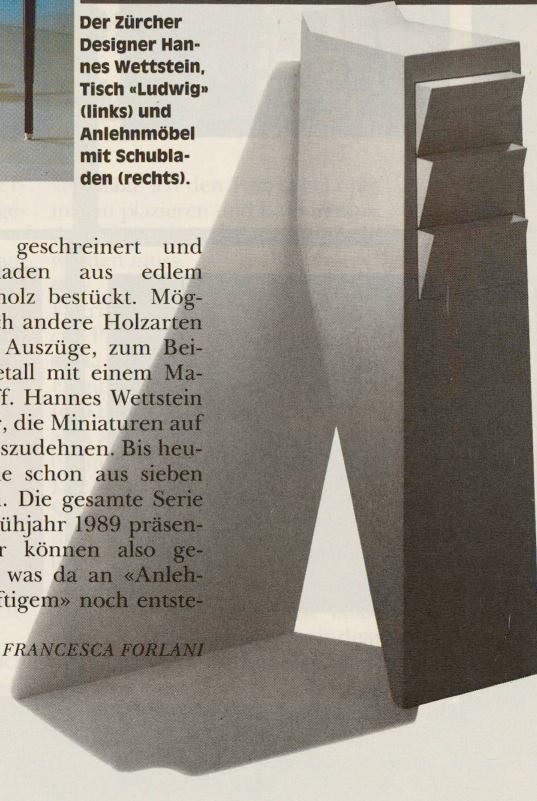 Der Zürcher
Designer Han-
nes Wettstein,
Tisch «Ludwig»
(links) und
Anlehnmöbel
mit Schubla-
den (rechts).
geschreinert und
laden aus edlem
holz bestückt. Mög-
ch andere Holzarten
Auszüge, zum Bei-
etall mit einem Ma-
ff. Hannes Wettstein
, die Miniaturen auf
szudehnen. Bis heu-
e schon aus sieben
. Die gesamte Serie
ühjahr 1989 präsen-
r können also ge-
was da an «Anleh-
ftigem» noch entste-
FRANCESCA FORLANI